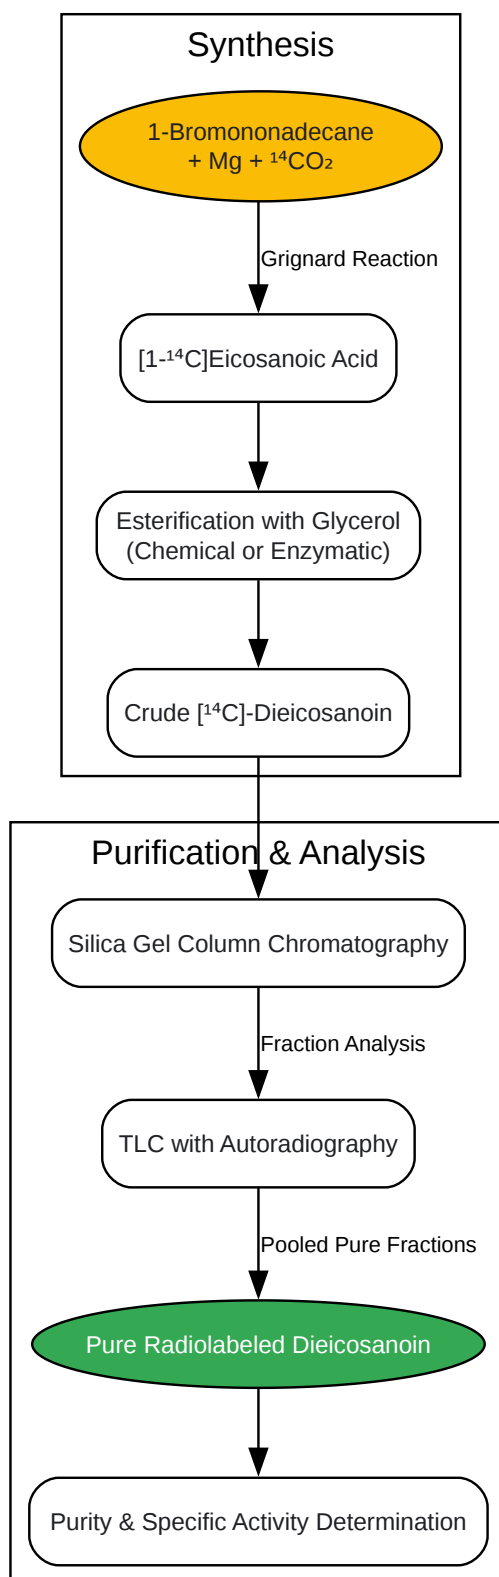 Synthesis
1-Bromononadecane
+ Mg + ¹⁴CO₂
Grignard Reaction
[1-¹⁴C]Eicosanoic Acid
Esterification with Glycerol
(Chemical or Enzymatic)
Crude [¹⁴C]-Dieicosanoin
Purification & Analysis
Silica Gel Column Chromatography
Fraction Analysis
TLC with Autoradiography
Pooled Pure Fractions
Pure Radiolabeled Dieicosanoin
Purity & Specific Activity Determination